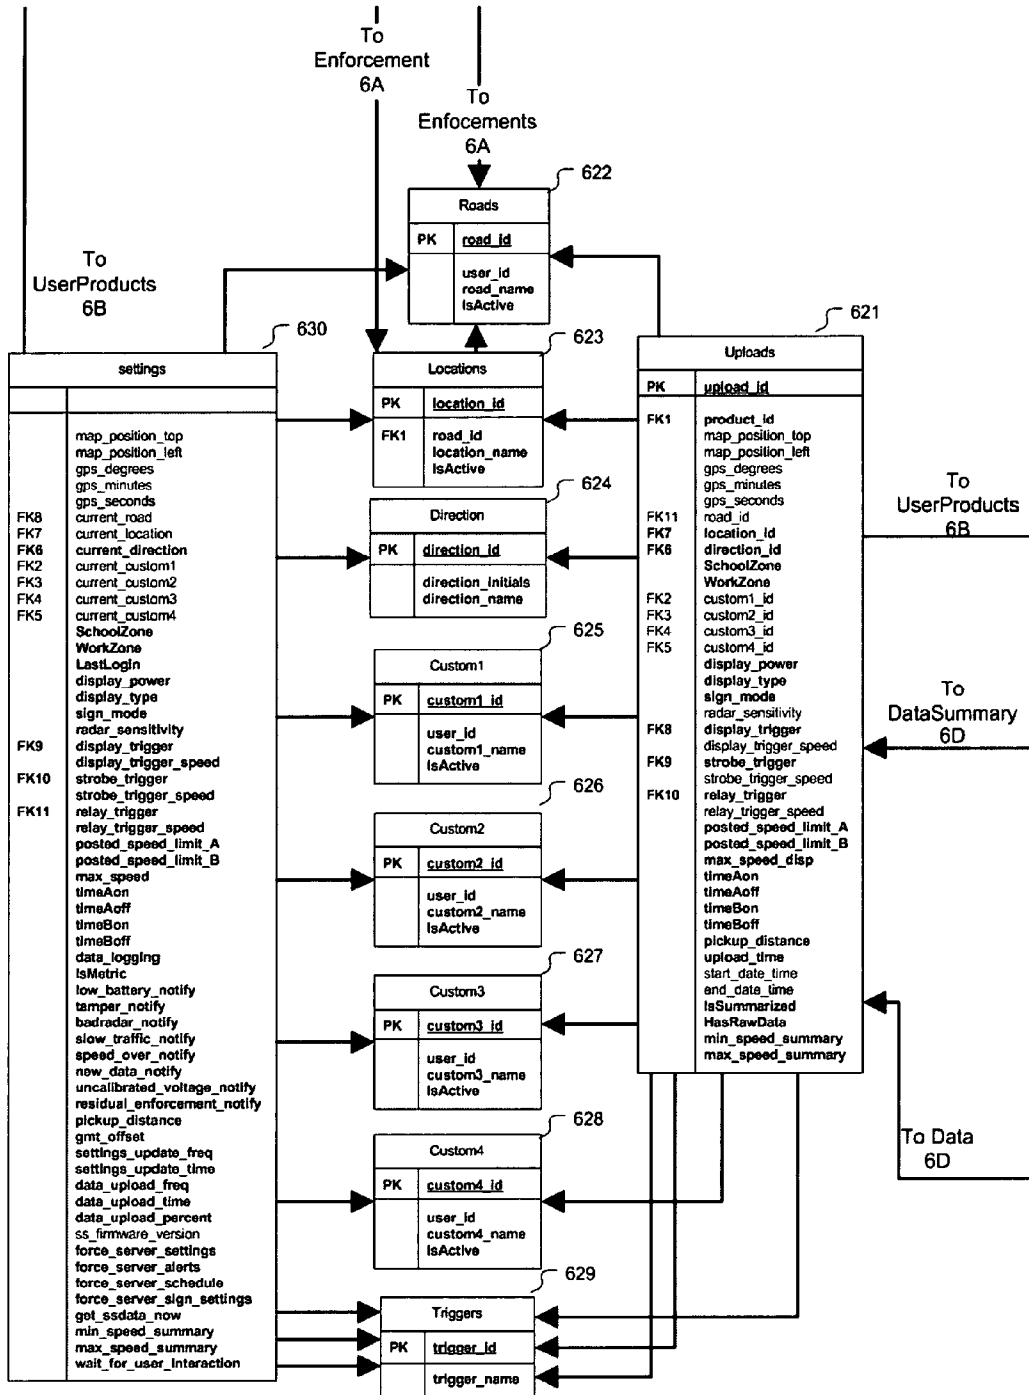 To
Enforcement
6A
To
Enfocements
6A
622
Roads
PK road_id
user_id
road_name
IsActive
To
UserProducts
6B
630
settings
map_position_top
map_position_left
gps_degrees
gps_minutes
gps_seconds
FK8 current_road
FK7 current_location
FK6 current_direction
FK2 current_custom1
FK3 current_custom2
FK4 current_custom3
FK5 current_custom4
SchoolZone
WorkZone
LastLogin
display_power
display_type
sign_mode
radar_sensitivity
FK9 display_trigger
display_trigger_speed
FK10 strobe_trigger
strobe_trigger_speed
FK11 relay_trigger
relay_trigger_speed
posted_speed_limit_A
posted_speed_limit_B
max_speed
timeAon
timeAoff
timeBon
timeBoff
data_logging
IsMetric
low_battery_notify
tamper_notify
badradar_notify
slow_traffic_notify
speed_over_notify
new_data_notify
uncalibrated_voltage_notify
residual_enforcement_notify
pickup_distance
gmt_offset
settings_update_freq
settings_update_time
data_upload_freq
data_upload_time
data_upload_percent
ss_firmware_version
force_server_settings
force_server_alerts
force_server_schedule
force_server_sign_settings
get_ssdata_now
min_speed_summary
max_speed_summary
wait_for_user_interaction
623
Locations
PK location_id
FK1 road_id
location_name
IsActive
624
Direction
PK direction_id
direction_initials
direction_name
625
Custom1
PK custom1_id
user_id
custom1_name
IsActive
626
Custom2
PK custom2_id
user_id
custom2_name
IsActive
627
Custom3
PK custom3_id
user_id
custom3_name
IsActive
628
Custom4
PK custom4_id
user_id
custom4_name
IsActive
629
Triggers
PK trigger_id
trigger_name
621
Uploads
PK upload_id
FK1 product_id
map_position_top
map_position_left
gps_degrees
gps_minutes
gps_seconds
FK11 road_id
FK7 location_id
FK6 direction_id
SchoolZone
WorkZone
FK2 custom1_id
FK3 custom2_id
FK4 custom3_id
FK5 custom4_id
display_power
display_type
sign_mode
radar_sensitivity
FK8 display_trigger
display_trigger_speed
FK9 strobe_trigger
strobe_trigger_speed
FK10 relay_trigger
relay_trigger_speed
posted_speed_limit_A
posted_speed_limit_B
max_speed_disp
timeAon
timeAoff
timeBon
timeBoff
pickup_distance
upload_time
start_date_time
end_date_time
IsSummarized
HasRawData
min_speed_summary
max_speed_summary
To
UserProducts
6B
To
DataSummary
6D
To Data
6D